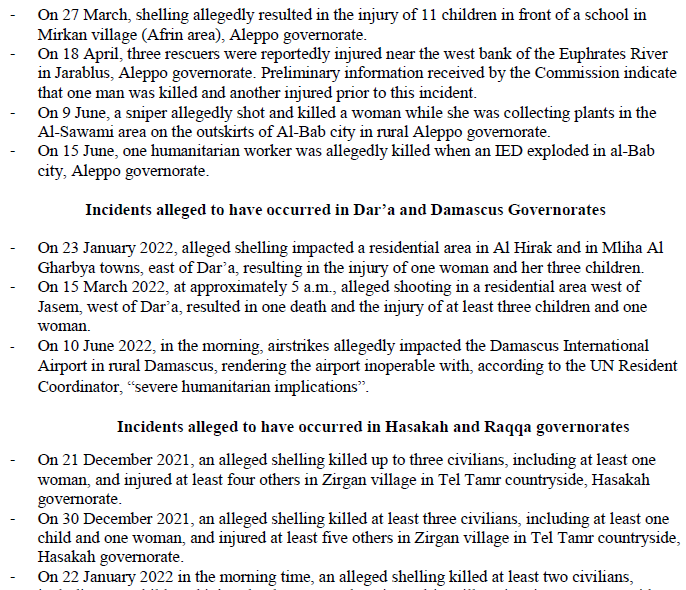 - On 27 March, shelling allegedly resulted in the injury of 11 children in front of a school in
Mirkan village (Afrin area), Aleppo governorate.
- On 18 April, three rescuers were reportedly injured near the west bank of the Euphrates River
in Jarablus, Aleppo governorate. Preliminary information received by the Commission indicate
that one man was killed and another injured prior to this incident.
- On 9 June, a sniper allegedly shot and killed a woman while she was collecting plants in the
Al-Sawami area on the outskirts of Al-Bab city in rural Aleppo governorate.
- On 15 June, one humanitarian worker was allegedly killed when an IED exploded in al-Bab
city, Aleppo governorate.
Incidents alleged to have occurred in Dar’a and Damascus Governorates
- On 23 January 2022, alleged shelling impacted a residential area in Al Hirak and in Mliha Al
Gharbya towns, east of Dar’a, resulting in the injury of one woman and her three children.
- On 15 March 2022, at approximately 5 a.m., alleged shooting in a residential area west of
Jasem, west of Dar’a, resulted in one death and the injury of at least three children and one
woman.
- On 10 June 2022, in the morning, airstrikes allegedly impacted the Damascus International
Airport in rural Damascus, rendering the airport inoperable with, according to the UN Resident
Coordinator, “severe humanitarian implications”.
Incidents alleged to have occurred in Hasakah and Raqqa governorates
- On 21 December 2021, an alleged shelling killed up to three civilians, including at least one
woman, and injured at least four others in Zirgan village in Tel Tamr countryside, Hasakah
governorate.
- On 30 December 2021, an alleged shelling killed at least three civilians, including at least one
child and one woman, and injured at least five others in Zirgan village in Tel Tamr countryside,
Hasakah governorate.
- On 22 January 2022 in the morning time, an alleged shelling killed at least two civilians,